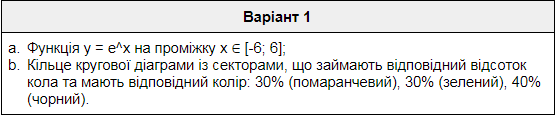 Варіант 1
a. Функція y = e^x на проміжку x ∈ [-6; 6];
b. Кільце кругової діаграми із секторами, що займають відповідний відсоток
кола та мають відповідний колір: 30% (помаранчевий), 30% (зелений), 40%
(чорний).